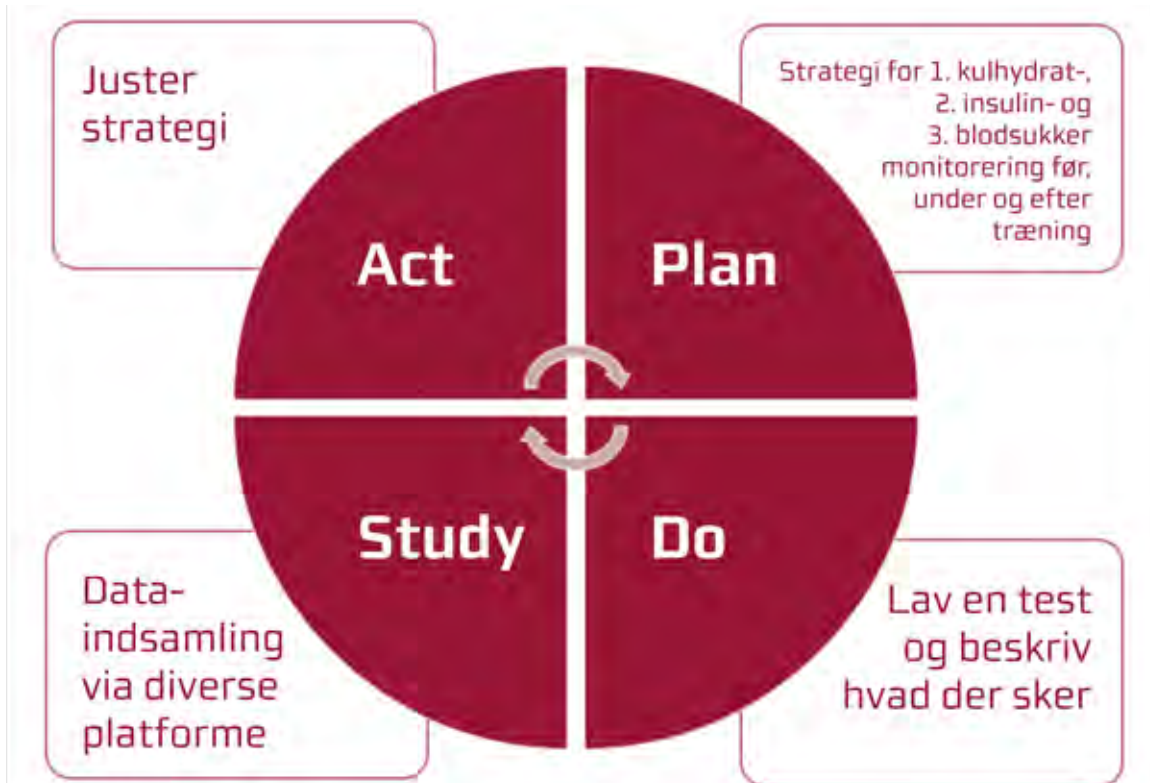 Juster
strategi
Strategi for 1. kulhydrat-,
2. insulin- og
3. blodsukker
monitorering før,
under og efter
træning
Act
Plan
Study
Do
Data-
indsamling
via diverse
platforme
Lav en test
og beskriv
hvad der sker